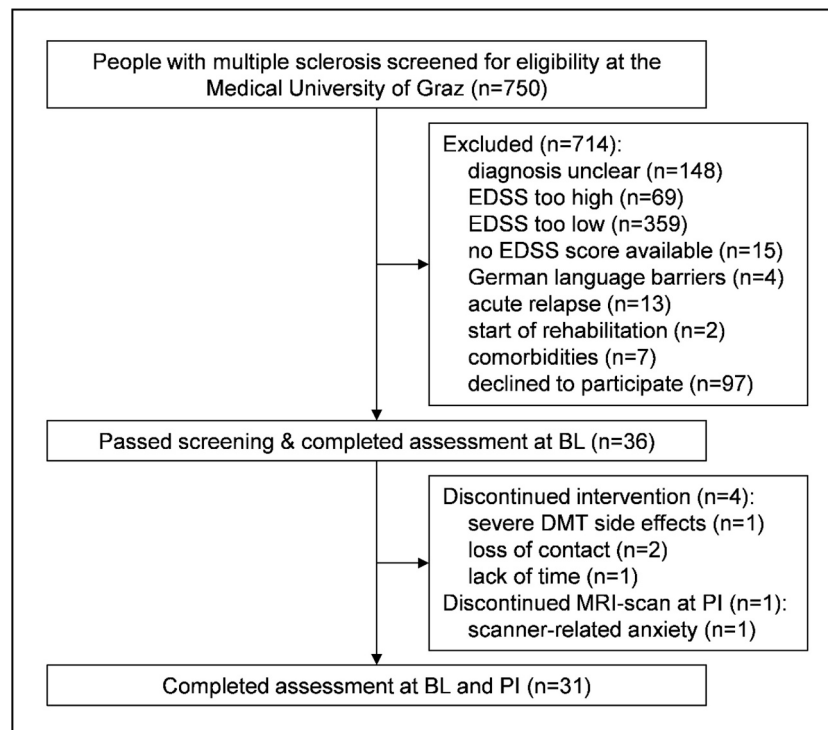 People with multiple sclerosis screened for eligibility at the
Medical University of Graz (n=750)
Excluded (n=714):
diagnosis unclear (n=148)
EDSS too high (n=69)
EDSS too low (n=359)
no EDSS score available (n=15)
German language barriers (n=4)
acute relapse (n=13)
start of rehabilitation (n=2)
comorbidities (n=7)
declined to participate (n=97)
Passed screening & completed assessment at BL (n=36)
Discontinued intervention (n=4):
severe DMT side effects (n=1)
loss of contact (n=2)
lack of time (n=1)
Discontinued MRI-scan at PI (n=1):
scanner-related anxiety (n=1)
Completed assessment at BL and PI (n=31)